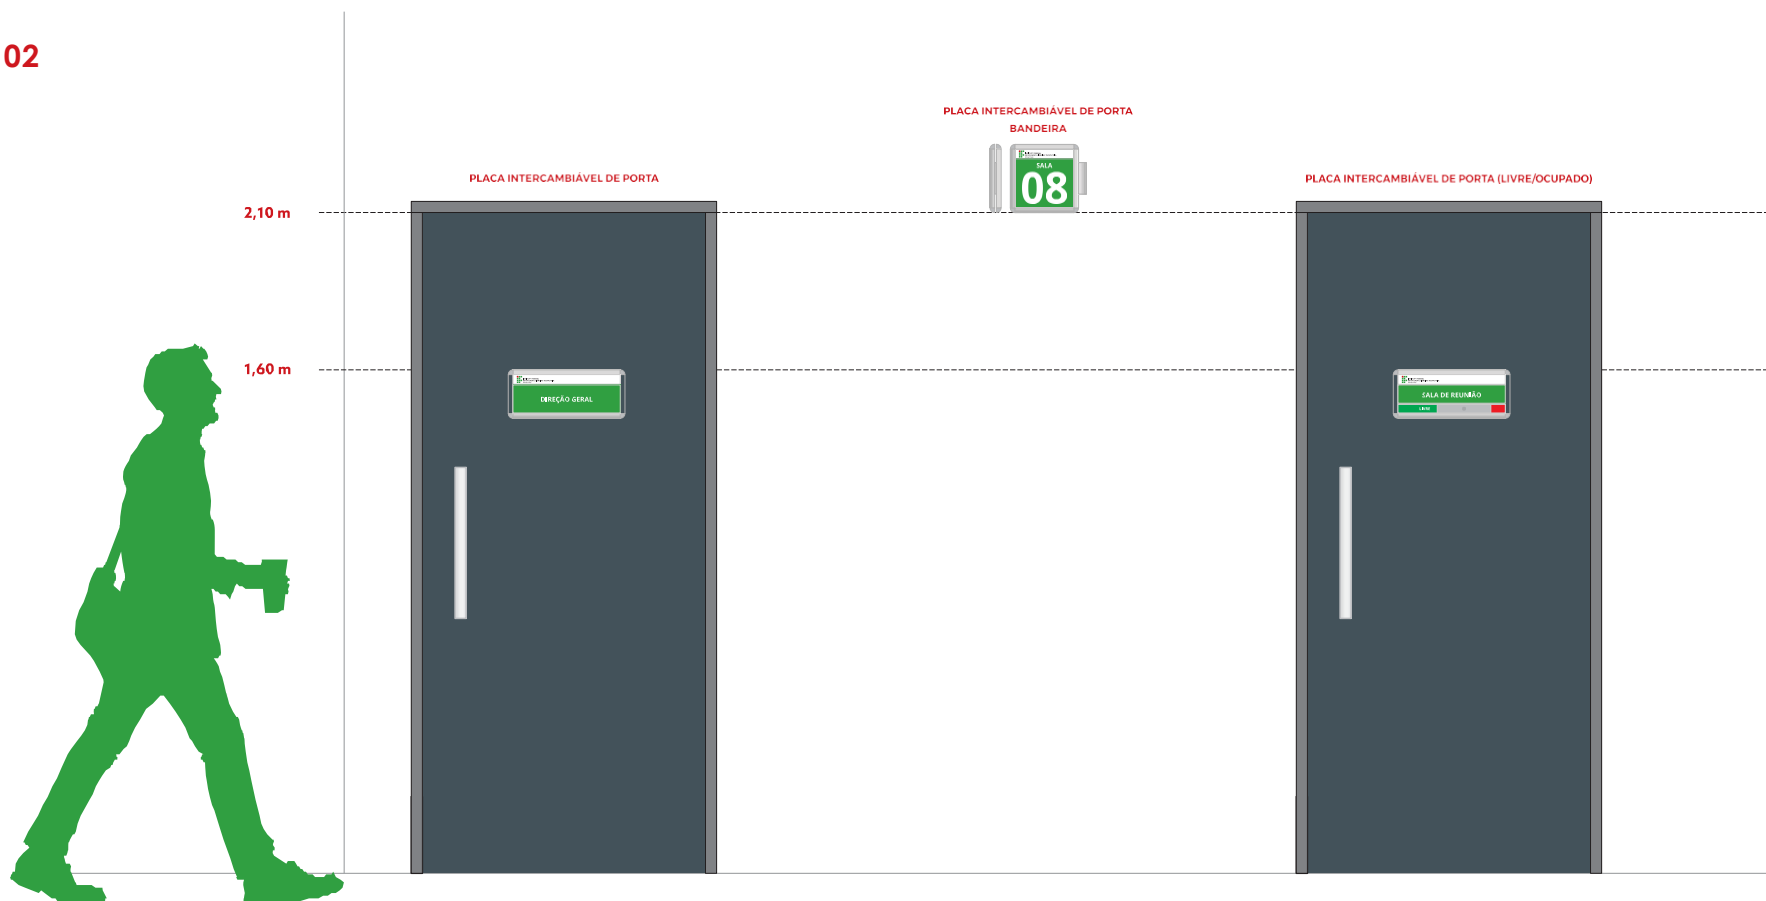 02
PLACA INTERCAMBIÁVEL DE PORTA
BANDEIRA
SALA
08
PLACA INTERCAMBIÁVEL DE PORTA
PLACA INTERCAMBIÁVEL DE PORTA (LIVRE/OCUPADO)
2,10 m
1,60 m
DIREÇÃO GERAL
SALA DE REUNIÃO
LIVRE